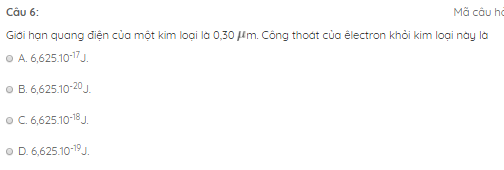 Câu 6:
Mã câu h
Giới hạn quang điện của một kim loại là 0,30 μm. Công thoát của êlectron khỏi kim loại này là
A. 6,625.10⁻¹⁷J.
B. 6,625.10⁻²⁰J.
C. 6,625.10⁻¹⁸J.
D. 6,625.10⁻¹⁹J.